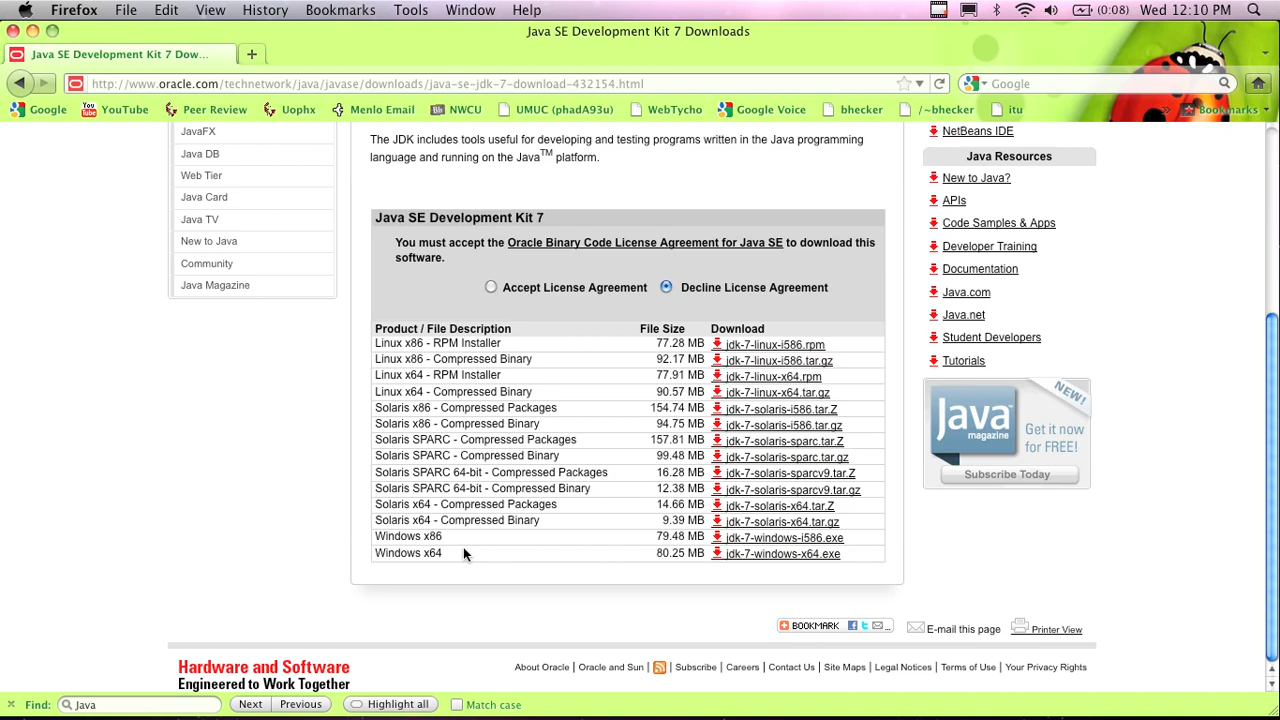 Firefox File Edit View History Bookmarks Tools Window Help (0:08) Wed 12:10 PM
Java SE Development Kit 7 Downloads
Java SE Development Kit 7 Dow...
http://www.oracle.com/technetwork/java/javase/downloads/java-se-jdk-7-download-432154.html Google
Google YouTube Peer Review Uophx Menlo Email NWCU UMUC (phadA93u) WebTycho Google Voice bhecker /~bhecker itu » Bookmarks
JavaFX
Java DB
Web Tier
Java Card
Java TV
New to Java
Community
Java Magazine
The JDK includes tools useful for developing and testing programs written in the Java programming
language and running on the Java™ platform.
Java SE Development Kit 7
You must accept the Oracle Binary Code License Agreement for Java SE to download this
software.
Accept License Agreement Decline License Agreement
Product / File Description File Size Download
Linux x86 - RPM Installer 77.28 MB jdk-7-linux-i586.rpm
Linux x86 - Compressed Binary 92.17 MB jdk-7-linux-i586.tar.gz
Linux x64 - RPM Installer 77.91 MB jdk-7-linux-x64.rpm
Linux x64 - Compressed Binary 90.57 MB jdk-7-linux-x64.tar.gz
Solaris x86 - Compressed Packages 154.74 MB jdk-7-solaris-i586.tar.Z
Solaris x86 - Compressed Binary 94.75 MB jdk-7-solaris-i586.tar.gz
Solaris SPARC - Compressed Packages 157.81 MB jdk-7-solaris-sparc.tar.Z
Solaris SPARC - Compressed Binary 99.48 MB jdk-7-solaris-sparc.tar.gz
Solaris SPARC 64-bit - Compressed Packages 16.28 MB jdk-7-solaris-sparcv9.tar.Z
Solaris SPARC 64-bit - Compressed Binary 12.38 MB jdk-7-solaris-sparcv9.tar.gz
Solaris x64 - Compressed Packages 14.66 MB jdk-7-solaris-x64.tar.Z
Solaris x64 - Compressed Binary 9.39 MB jdk-7-solaris-x64.tar.gz
Windows x86 79.48 MB jdk-7-windows-i586.exe
Windows x64 80.25 MB jdk-7-windows-x64.exe
NetBeans IDE
Java Resources
New to Java?
APIs
Code Samples & Apps
Developer Training
Documentation
Java.com
Java.net
Student Developers
Tutorials
NEW!
Java
magazine
Get it now
for FREE!
Subscribe Today
BOOKMARK E-mail this page Printer View
Hardware and Software
Engineered to Work Together
About Oracle Oracle and Sun Subscribe Careers Contact Us Site Maps Legal Notices Terms of Use Your Privacy Rights
Find: Java Next Previous Highlight all Match case